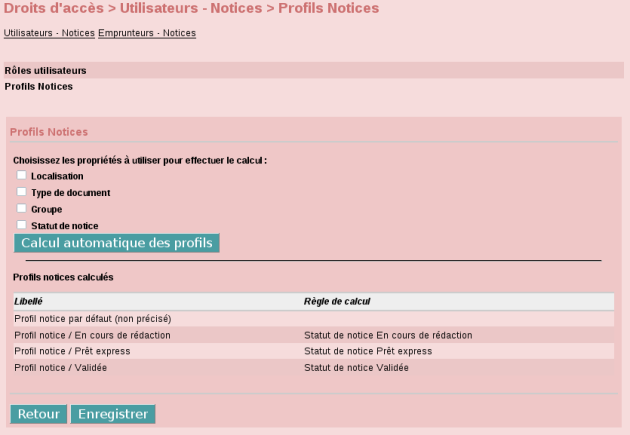 Droits d'accès > Utilisateurs - Notices > Profils Notices
Utilisateurs - Notices Emprunteurs - Notices
Rôles utilisateurs
Profils Notices
Profils Notices
Choisissez les propriétés à utiliser pour effectuer le calcul :
Localisation
Type de document
Groupe
Statut de notice
Calcul automatique des profils
Profils notices calculés
Libellé Règle de calcul
Profil notice par défaut (non précisé)
Profil notice / En cours de rédaction Statut de notice En cours de rédaction
Profil notice / Prêt express Statut de notice Prêt express
Profil notice / Validée Statut de notice Validée
Retour Enregistrer